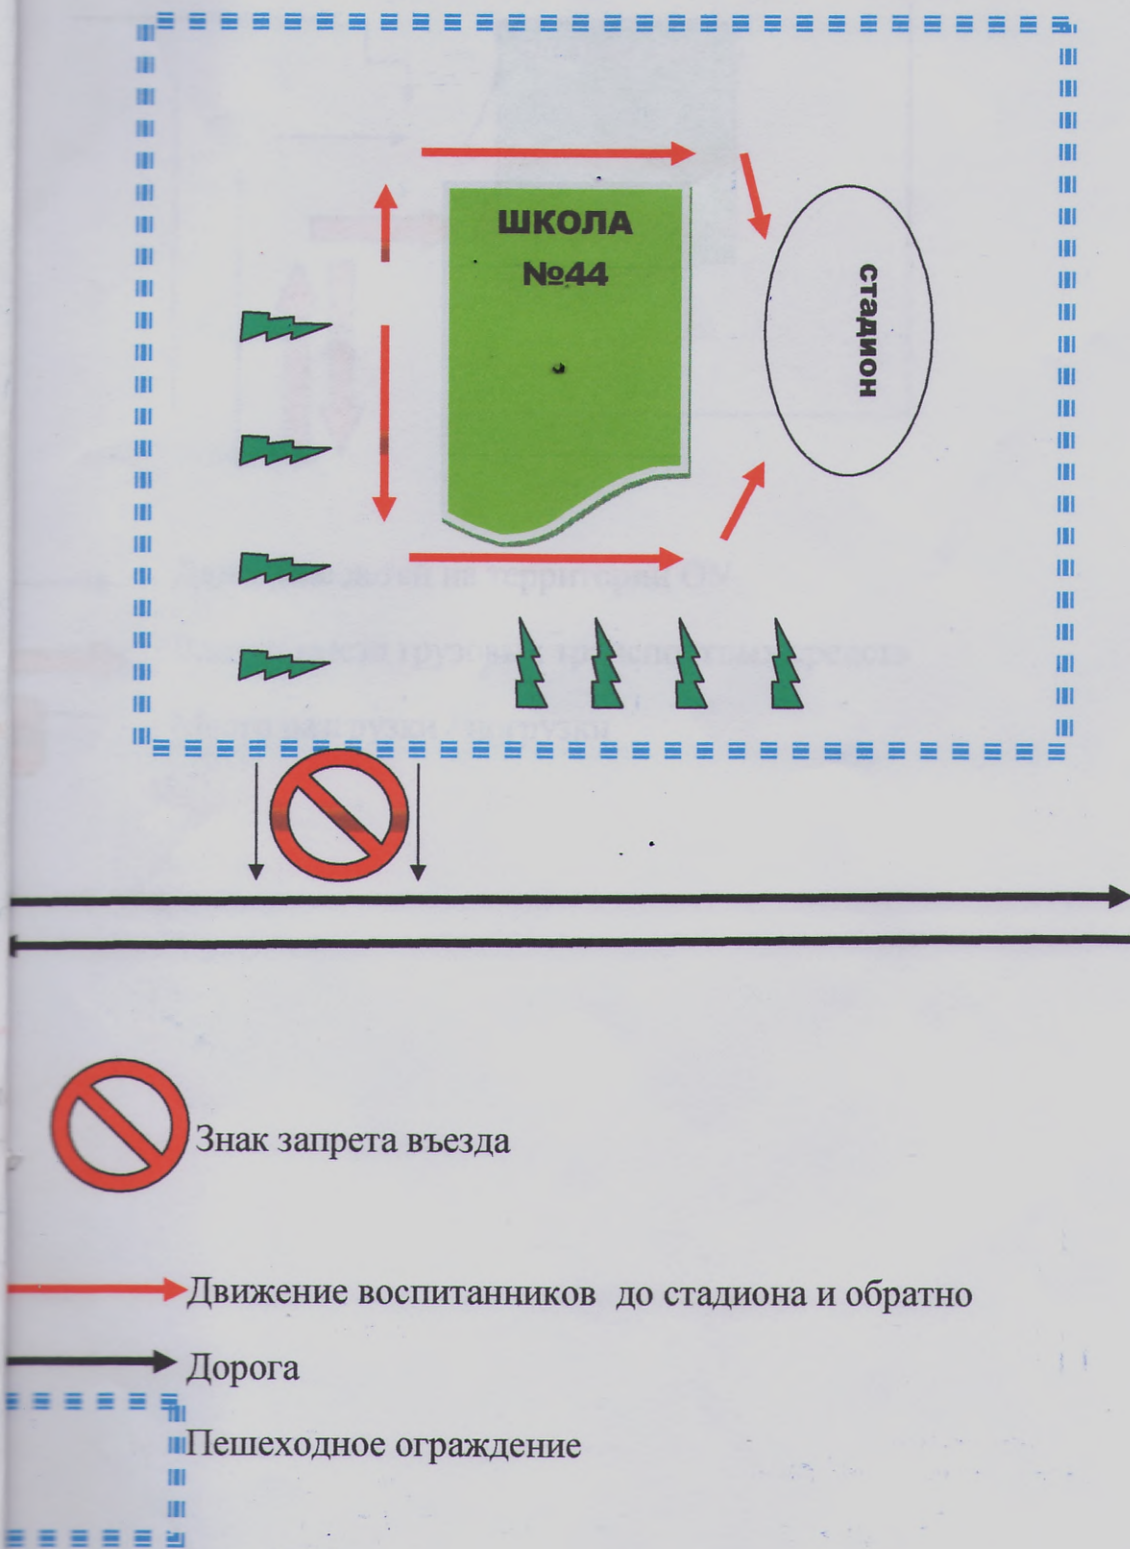 ШКОЛА
№44
стадион
Знак запрета въезда
Движение воспитанников до стадиона и обратно
Дорога
Пешеходное ограждение